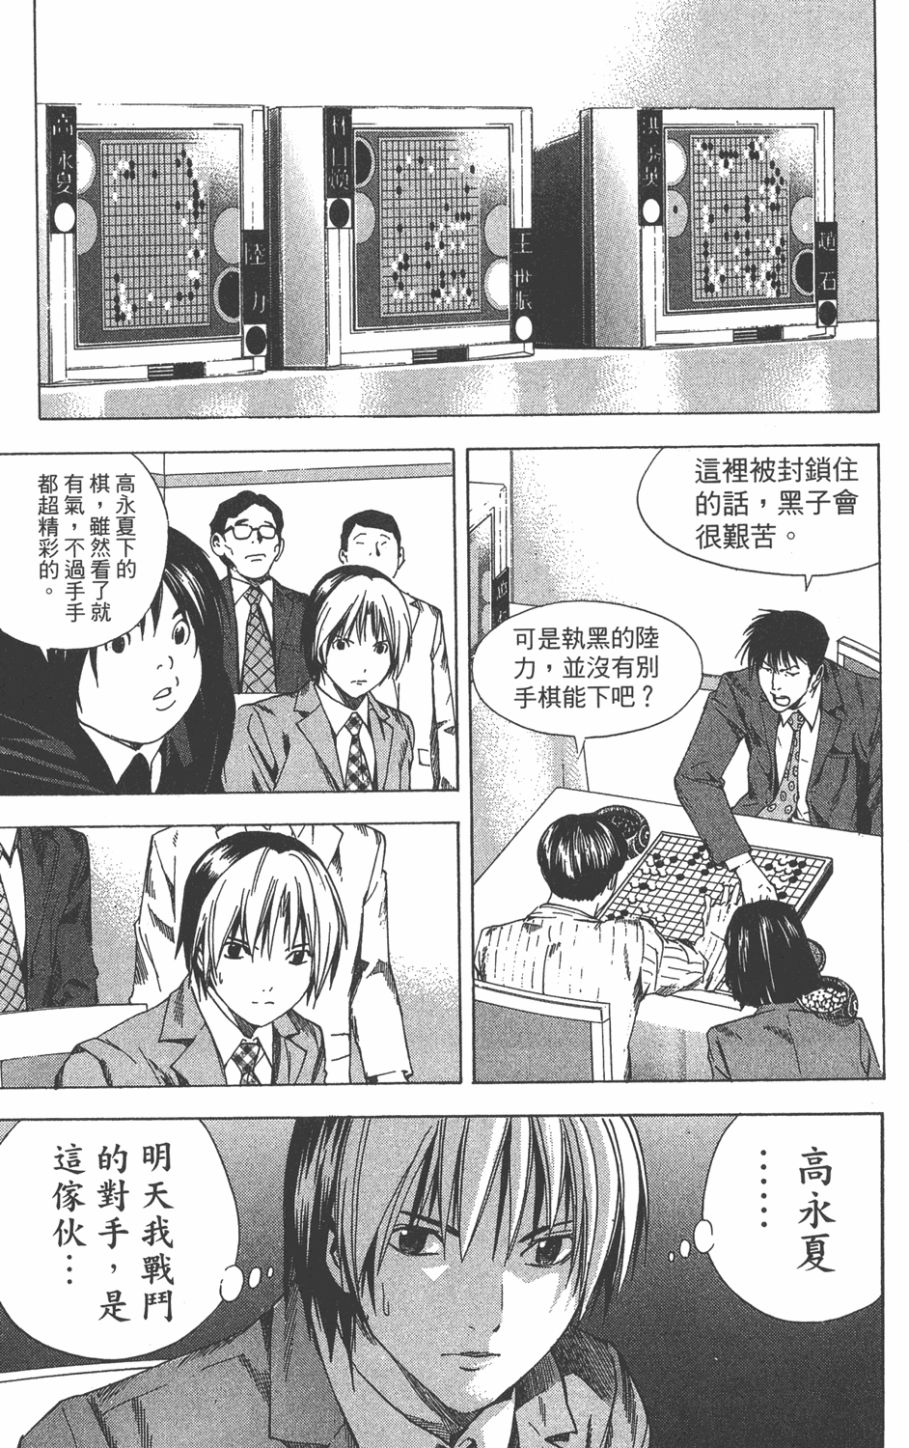 洪秀英
趙石
林日煥
王世振
高永夏
陸力
這裡被封鎖住
的話，黑子會
很艱苦。
可是執黑的陸
力，並沒有別
手棋能下吧？
高永夏下的
棋，雖然看了就
有氣，不過手手
都超精彩的。
高永夏
⋯⋯
明天我戰鬥
的對手，是
這傢伙⋯